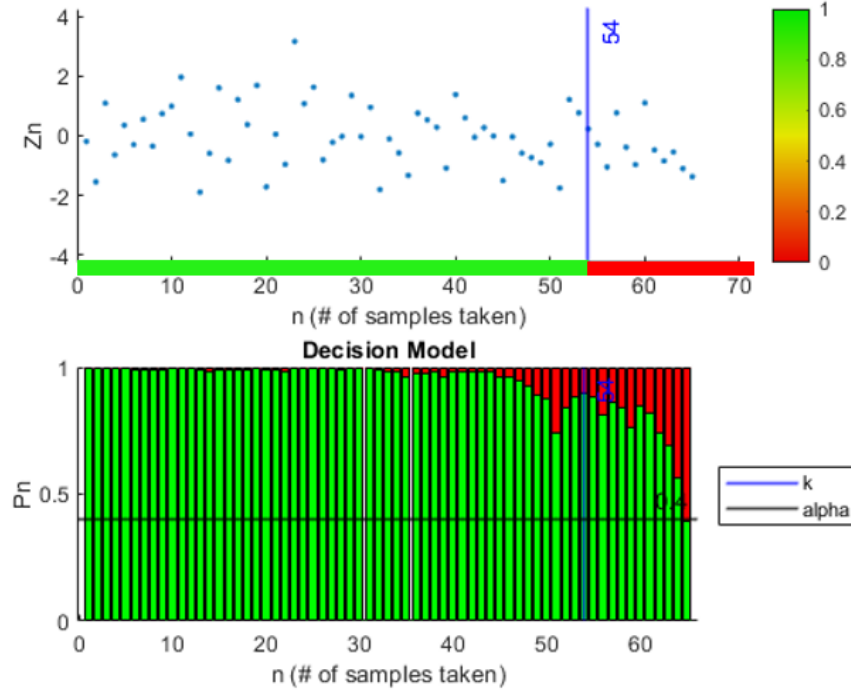 4
2
0
-2
-4
Zn
54
0 10 20 30 40 50 60 70
n (# of samples taken)
1
0.8
0.6
0.4
0.2
0
Decision Model
1
0.5
0
Pn
54
0.4
0 10 20 30 40 50 60
n (# of samples taken)
k
alpha